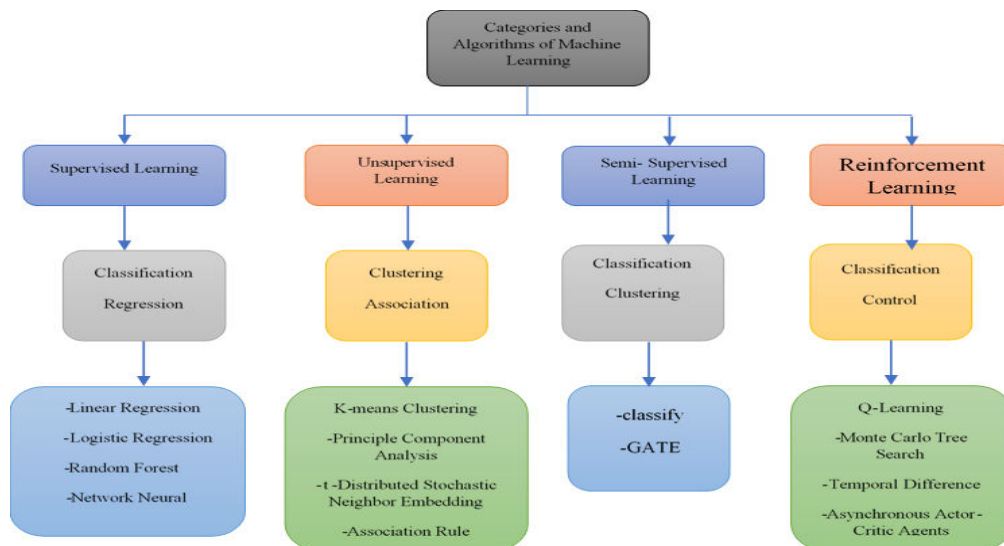 Categories and
Algorithms of Machine
Learning
Supervised Learning
Unsupervised
Learning
Semi- Supervised
Learning
Reinforcement
Learning
Classification
Regression
Clustering
Association
Classification
Clustering
Classification
Control
-Linear Regression
-Logistic Regression
-Random Forest
-Network Neural
K-means Clustering
-Principle Component
Analysis
-t-Distributed Stochastic
Neighbor Embedding
-Association Rule
-classify
-GATE
Q-Learning
-Monte Carlo Tree
Search
-Temporal Difference
-Asynchronous Actor-
Critic Agents